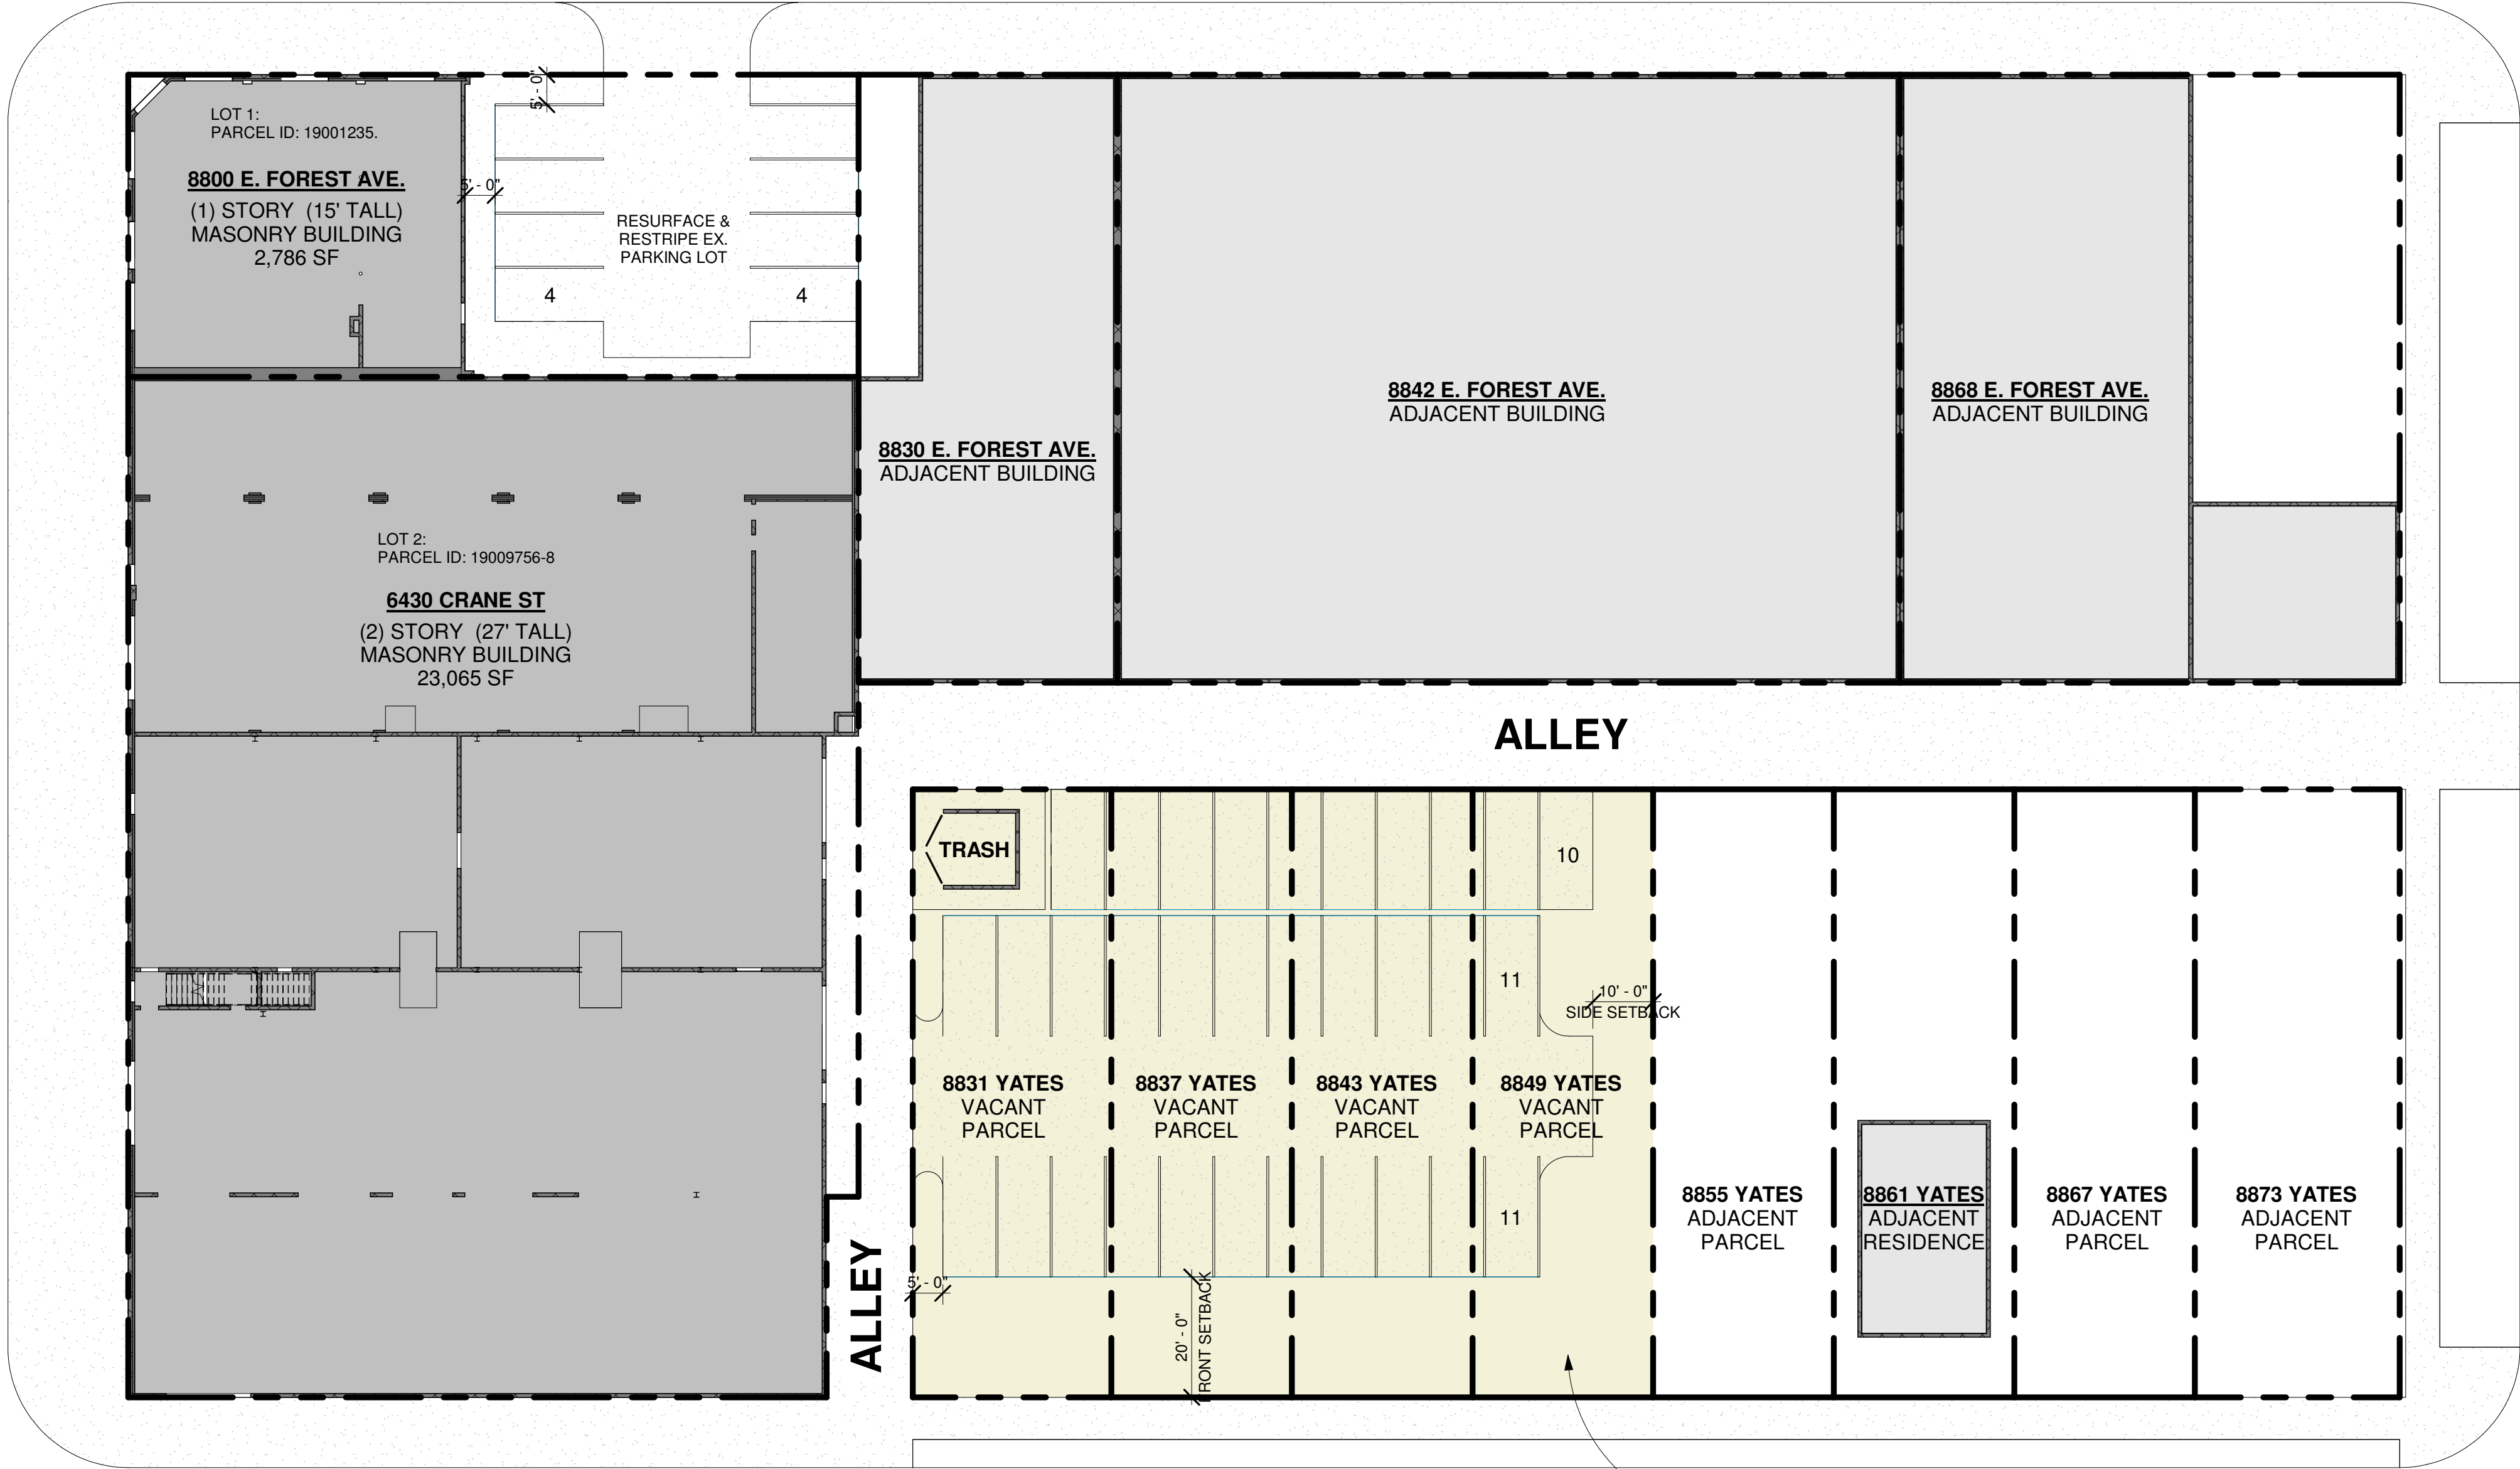 5' - 0"
LOT 1:
PARCEL ID: 19001235.
8800 E. FOREST AVE.
(1) STORY (15' TALL)
MASONRY BUILDING
2,786 SF
5' - 0"
RESURFACE &
RESTRIPE EX.
PARKING LOT
4
4
8830 E. FOREST AVE.
ADJACENT BUILDING
8842 E. FOREST AVE.
ADJACENT BUILDING
8868 E. FOREST AVE.
ADJACENT BUILDING
LOT 2:
PARCEL ID: 19009756-8
6430 CRANE ST
(2) STORY (27' TALL)
MASONRY BUILDING
23,065 SF
ALLEY
TRASH
10
11
10' - 0"
SIDE SETBACK
8831 YATES
VACANT
PARCEL
8837 YATES
VACANT
PARCEL
8843 YATES
VACANT
PARCEL
8849 YATES
VACANT
PARCEL
11
8855 YATES
ADJACENT
PARCEL
8861 YATES
ADJACENT
RESIDENCE
8867 YATES
ADJACENT
PARCEL
8873 YATES
ADJACENT
PARCEL
ALLEY
5' - 0"
20' - 0"
FRONT SETBACK